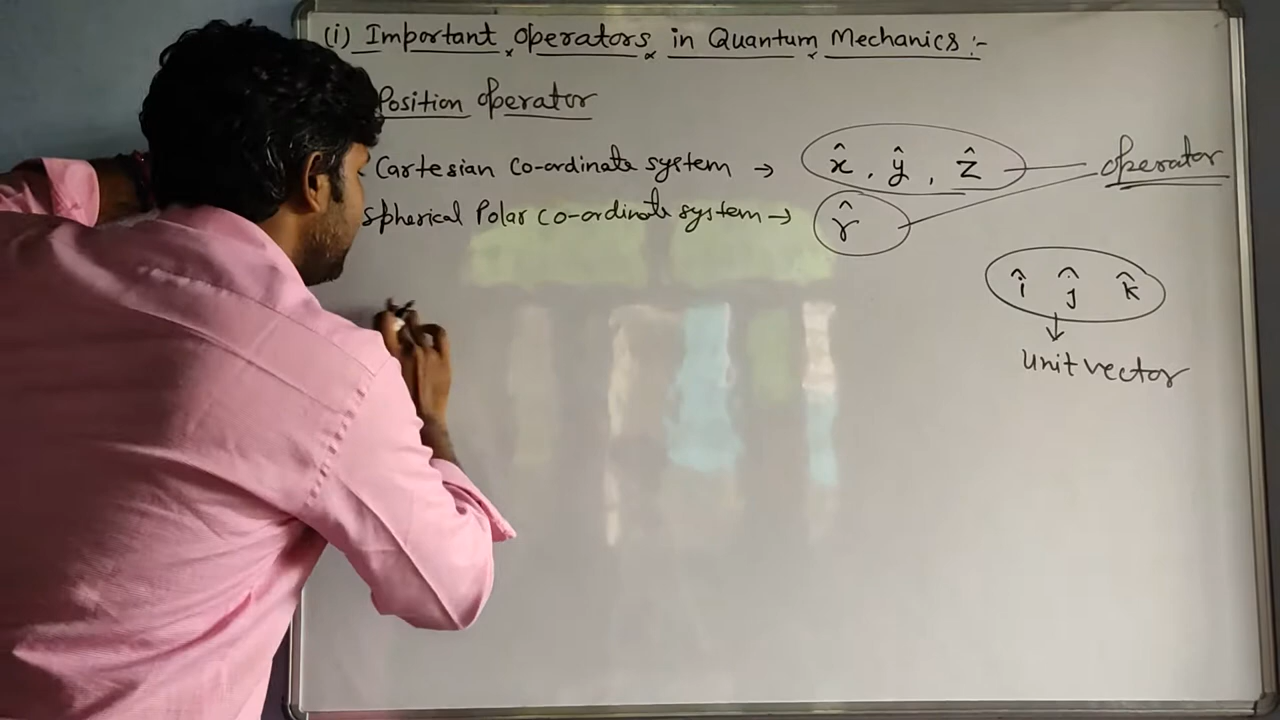 (i) Important operators in Quantum Mechanics :-
Position operator
Cartesian Co-ordinate system → x̂, ŷ, ẑ operator
Spherical Polar co-ordinate system → r̂
î ĵ k̂
↓
Unit vector